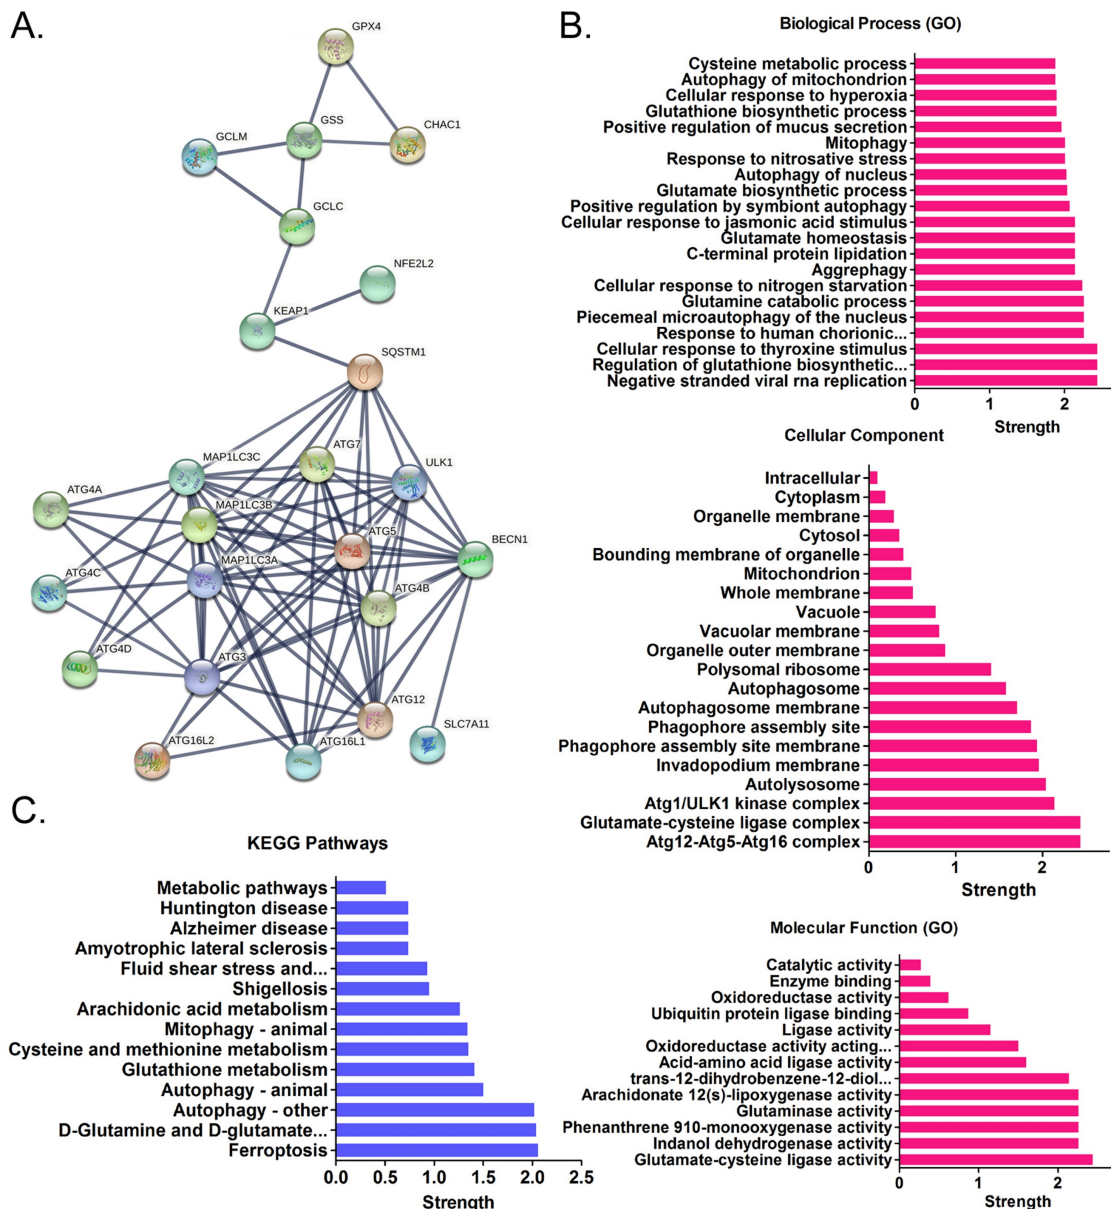 A.
GPX4
GSS
CHAC1
GCLM
GCLC
NFE2L2
KEAP1
SQSTM1
ATG7
MAP1LC3C
ULK1
ATG4A
MAP1LC3B
ATG5
BECN1
MAP1LC3A
ATG4C
ATG4B
ATG4D
ATG3
ATG12
SLC7A11
ATG16L2
ATG16L1
B.
Biological Process (GO)
Cysteine metabolic process
Autophagy of mitochondrion
Cellular response to hyperoxia
Glutathione biosynthetic process
Positive regulation of mucus secretion
Mitophagy
Response to nitrosative stress
Autophagy of nucleus
Glutamate biosynthetic process
Positive regulation by symbiont autophagy
Cellular response to jasmonic acid stimulus
Glutamate homeostasis
C-terminal protein lipidation
Aggrephagy
Cellular response to nitrogen starvation
Glutamine catabolic process
Piecemeal microautophagy of the nucleus
Response to human chorionic...
Cellular response to thyroxine stimulus
Regulation of glutathione biosynthetic...
Negative stranded viral rna replication
0 1 2
Strength
Cellular Component
Intracellular
Cytoplasm
Organelle membrane
Cytosol
Bounding membrane of organelle
Mitochondrion
Whole membrane
Vacuole
Vacuolar membrane
Organelle outer membrane
Polysomal ribosome
Autophagosome
Autophagosome membrane
Phagophore assembly site
Phagophore assembly site membrane
Invadopodium membrane
Autolysosome
Atg1/ULK1 kinase complex
Glutamate-cysteine ligase complex
Atg12-Atg5-Atg16 complex
0 1 2
Strength
Molecular Function (GO)
Catalytic activity
Enzyme binding
Oxidoreductase activity
Ubiquitin protein ligase binding
Ligase activity
Oxidoreductase activity acting...
Acid-amino acid ligase activity
trans-12-dihydrobenzene-12-diol...
Arachidonate 12(s)-lipoxygenase activity
Glutaminase activity
Phenanthrene 910-monooxygenase activity
Indanol dehydrogenase activity
Glutamate-cysteine ligase activity
0 1 2
Strength
C.
KEGG Pathways
Metabolic pathways
Huntington disease
Alzheimer disease
Amyotrophic lateral sclerosis
Fluid shear stress and...
Shigellosis
Arachidonic acid metabolism
Mitophagy - animal
Cysteine and methionine metabolism
Glutathione metabolism
Autophagy - animal
Autophagy - other
D-Glutamine and D-glutamate...
Ferroptosis
0.0 0.5 1.0 1.5 2.0 2.5
Strength